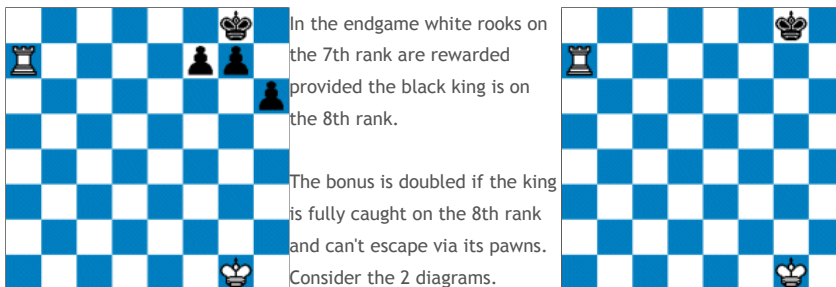 In the endgame white rooks on
the 7th rank are rewarded
provided the black king is on
the 8th rank.
The bonus is doubled if the king
is fully caught on the 8th rank
and can't escape via its pawns.
Consider the 2 diagrams.